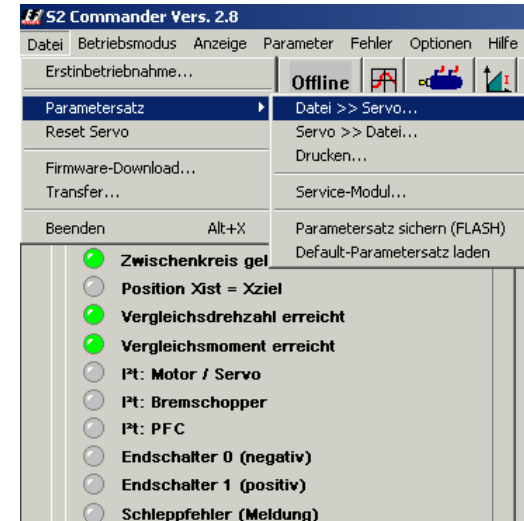 S2 Commander Vers. 2.8
Datei Betriebsmodus Anzeige Parameter Fehler Optionen Hilfe
Erstinbetriebnahme...
Offline
Parametersatz
Reset Servo
Firmware-Download...
Transfer...
Beenden Alt+X
Datei >> Servo...
Servo >> Datei...
Drucken...
Service-Modul...
Parametersatz sichern (FLASH)
Default-Parametersatz laden
Zwischenkreis gel
Position Xist = Xziel
Vergleichsdrehzahl erreicht
Vergleichsmoment erreicht
I²t: Motor / Servo
I²t: Bremschopper
I²t: PFC
Endschalter 0 (negativ)
Endschalter 1 (positiv)
Schleppfehler (Meldung)